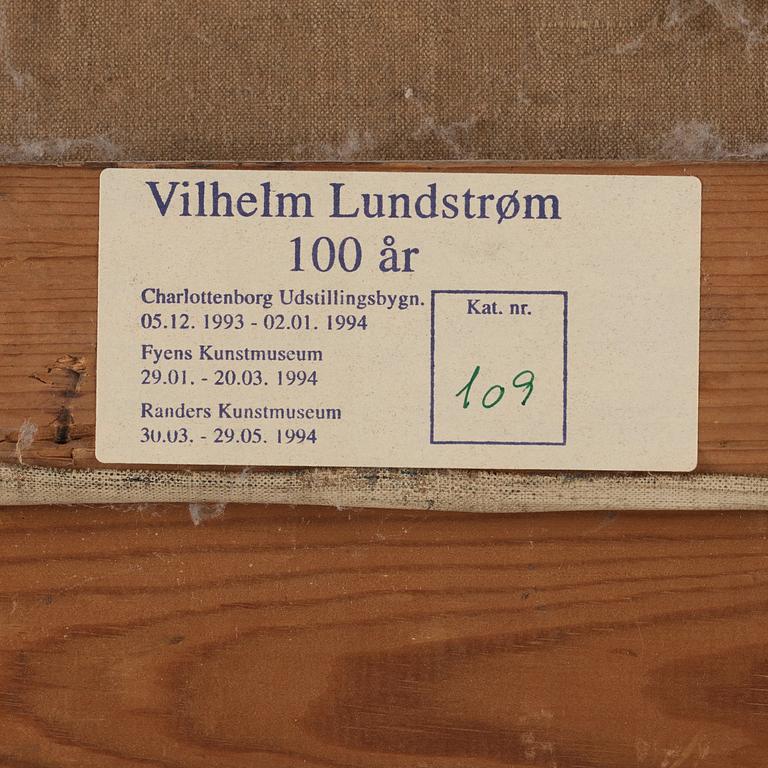 Vilhelm Lundstrøm
100 år
Charlottenborg Udstillingsbygn.
05.12. 1993 - 02.01. 1994
Fyens Kunstmuseum
29.01. - 20.03. 1994
Randers Kunstmuseum
30.03. - 29.05. 1994
Kat. nr.
109